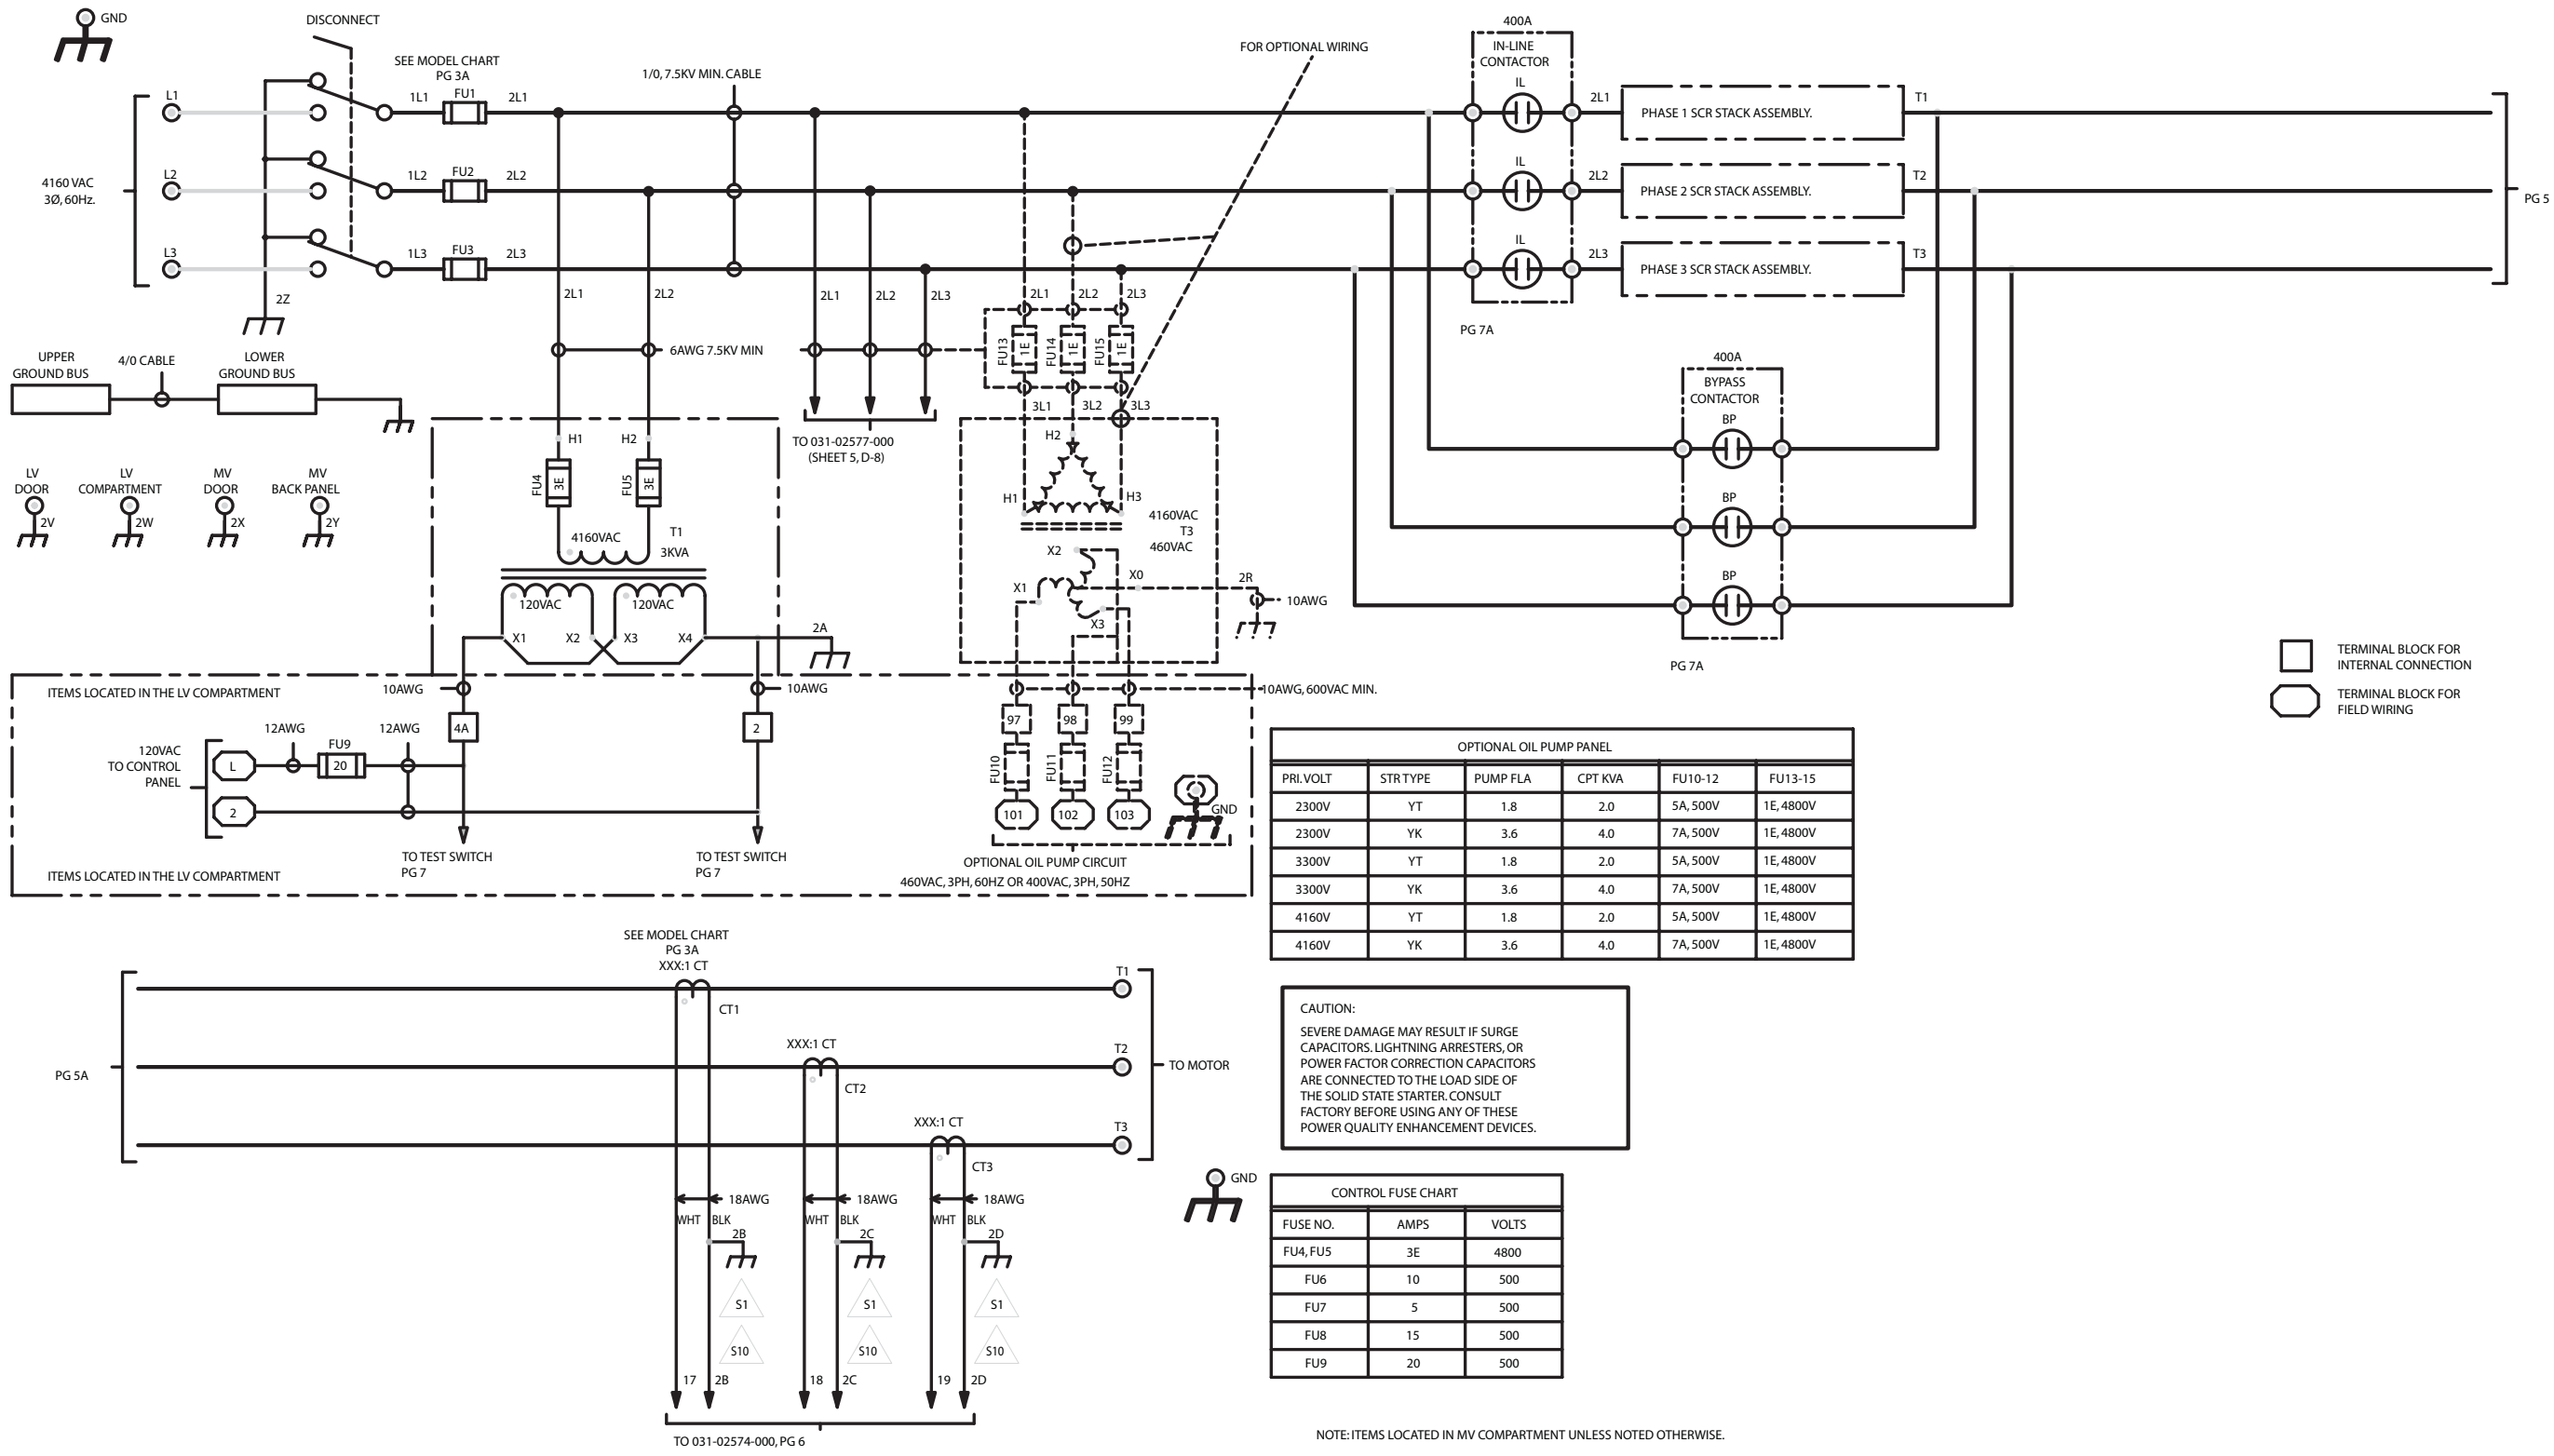 GND
DISCONNECT
SEE MODEL CHART
PG 3A
1/0, 7.5KV MIN. CABLE
FOR OPTIONAL WIRING
400A
IN-LINE
CONTACTOR
L1
1L1
FU1
2L1
IL
2L1
PHASE 1 SCR STACK ASSEMBLY.
T1
4160 VAC
3Ø, 60Hz.
L2
1L2
FU2
2L2
IL
2L2
PHASE 2 SCR STACK ASSEMBLY.
T2
PG 5
L3
1L3
FU3
2L3
IL
2L3
PHASE 3 SCR STACK ASSEMBLY.
T3
PG 7A
2Z
2L1
2L2
2L1
2L2
2L3
2L1
2L2
2L3
UPPER
GROUND BUS
4/0 CABLE
LOWER
GROUND BUS
6AWG 7.5KV MIN
FU13
1E
FU14
1E
FU15
1E
3L1
3L2
3L3
400A
BYPASS
CONTACTOR
BP
BP
BP
PG 7A
TO 031-02577-000
(SHEET 5, D-8)
LV
DOOR
2V
LV
COMPARTMENT
2W
MV
DOOR
2X
MV
BACK PANEL
2Y
H1
H2
FU4
3E
FU5
3E
4160VAC
T1
3KVA
120VAC
120VAC
X1
X2
X3
X4
2A
H2
H1
H3
4160VAC
T3
460VAC
X2
X1
X0
X3
2R
10AWG
TERMINAL BLOCK FOR
INTERNAL CONNECTION
TERMINAL BLOCK FOR
FIELD WIRING
ITEMS LOCATED IN THE LV COMPARTMENT
10AWG
10AWG
10AWG, 600VAC MIN.
4A
2
97
98
99
12AWG
12AWG
FU9
20
120VAC
TO CONTROL
PANEL
L
2
FU10
FU11
FU12
101
102
103
GND
TO TEST SWITCH
PG 7
TO TEST SWITCH
PG 7
OPTIONAL OIL PUMP CIRCUIT
460VAC, 3PH, 60HZ OR 400VAC, 3PH, 50HZ
ITEMS LOCATED IN THE LV COMPARTMENT
OPTIONAL OIL PUMP PANEL
PRI. VOLT STR TYPE PUMP FLA CPT KVA FU10-12 FU13-15
2300V YT 1.8 2.0 5A, 500V 1E, 4800V
2300V YK 3.6 4.0 7A, 500V 1E, 4800V
3300V YT 1.8 2.0 5A, 500V 1E, 4800V
3300V YK 3.6 4.0 7A, 500V 1E, 4800V
4160V YT 1.8 2.0 5A, 500V 1E, 4800V
4160V YK 3.6 4.0 7A, 500V 1E, 4800V
SEE MODEL CHART
PG 3A
XXX:1 CT
CT1
T1
XXX:1 CT
CT2
T2
PG 5A
TO MOTOR
XXX:1 CT
CT3
T3
CAUTION:
SEVERE DAMAGE MAY RESULT IF SURGE
CAPACITORS. LIGHTNING ARRESTERS, OR
POWER FACTOR CORRECTION CAPACITORS
ARE CONNECTED TO THE LOAD SIDE OF
THE SOLID STATE STARTER. CONSULT
FACTORY BEFORE USING ANY OF THESE
POWER QUALITY ENHANCEMENT DEVICES.
18AWG
18AWG
18AWG
WHT BLK
WHT BLK
WHT BLK
2B
2C
2D
S1
S1
S1
S10
S10
S10
17
2B
18
2C
19
2D
TO 031-02574-000, PG 6
GND
CONTROL FUSE CHART
FUSE NO. AMPS VOLTS
FU4, FU5 3E 4800
FU6 10 500
FU7 5 500
FU8 15 500
FU9 20 500
NOTE: ITEMS LOCATED IN MV COMPARTMENT UNLESS NOTED OTHERWISE.